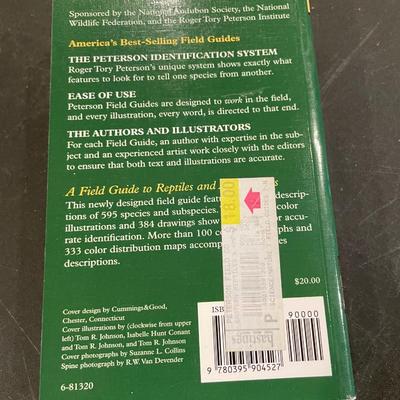 Sponsored by the National Audubon Society, the National
Wildlife Federation, and the Roger Tory Peterson Institute
America's Best-Selling Field Guides
THE PETERSON IDENTIFICATION SYSTEM
Roger Tory Peterson's unique system shows exactly what
features to look for to tell one species from another.
EASE OF USE
Peterson Field Guides are designed to work in the field,
and every illustration, every word, is directed to that end.
THE AUTHORS AND ILLUSTRATORS
For each Field Guide, an author with expertise in the sub-
ject and an experienced artist work closely with the editors
to ensure that both text and illustrations are accurate.
A Field Guide to Reptiles and
This newly designed field guide
tions of 595 species and subspecies. color
illustrations and 384 drawings show for accu-
rate identification. More than 100 color
333 color distribution maps
descriptions.
$18.00
hastings
P
$20.00
ISB
90000
9 780395 904527
Cover design by Cummings&Good,
Chester, Connecticut
Cover illustrations by (clockwise from upper
left) Tom R. Johnson, Isabelle Hunt Conant
and Tom R. Johnson, and Tom R. Johnson
Cover photographs by Suzanne L. Collins
Spine photograph by R.W. Van Devender
6-81320